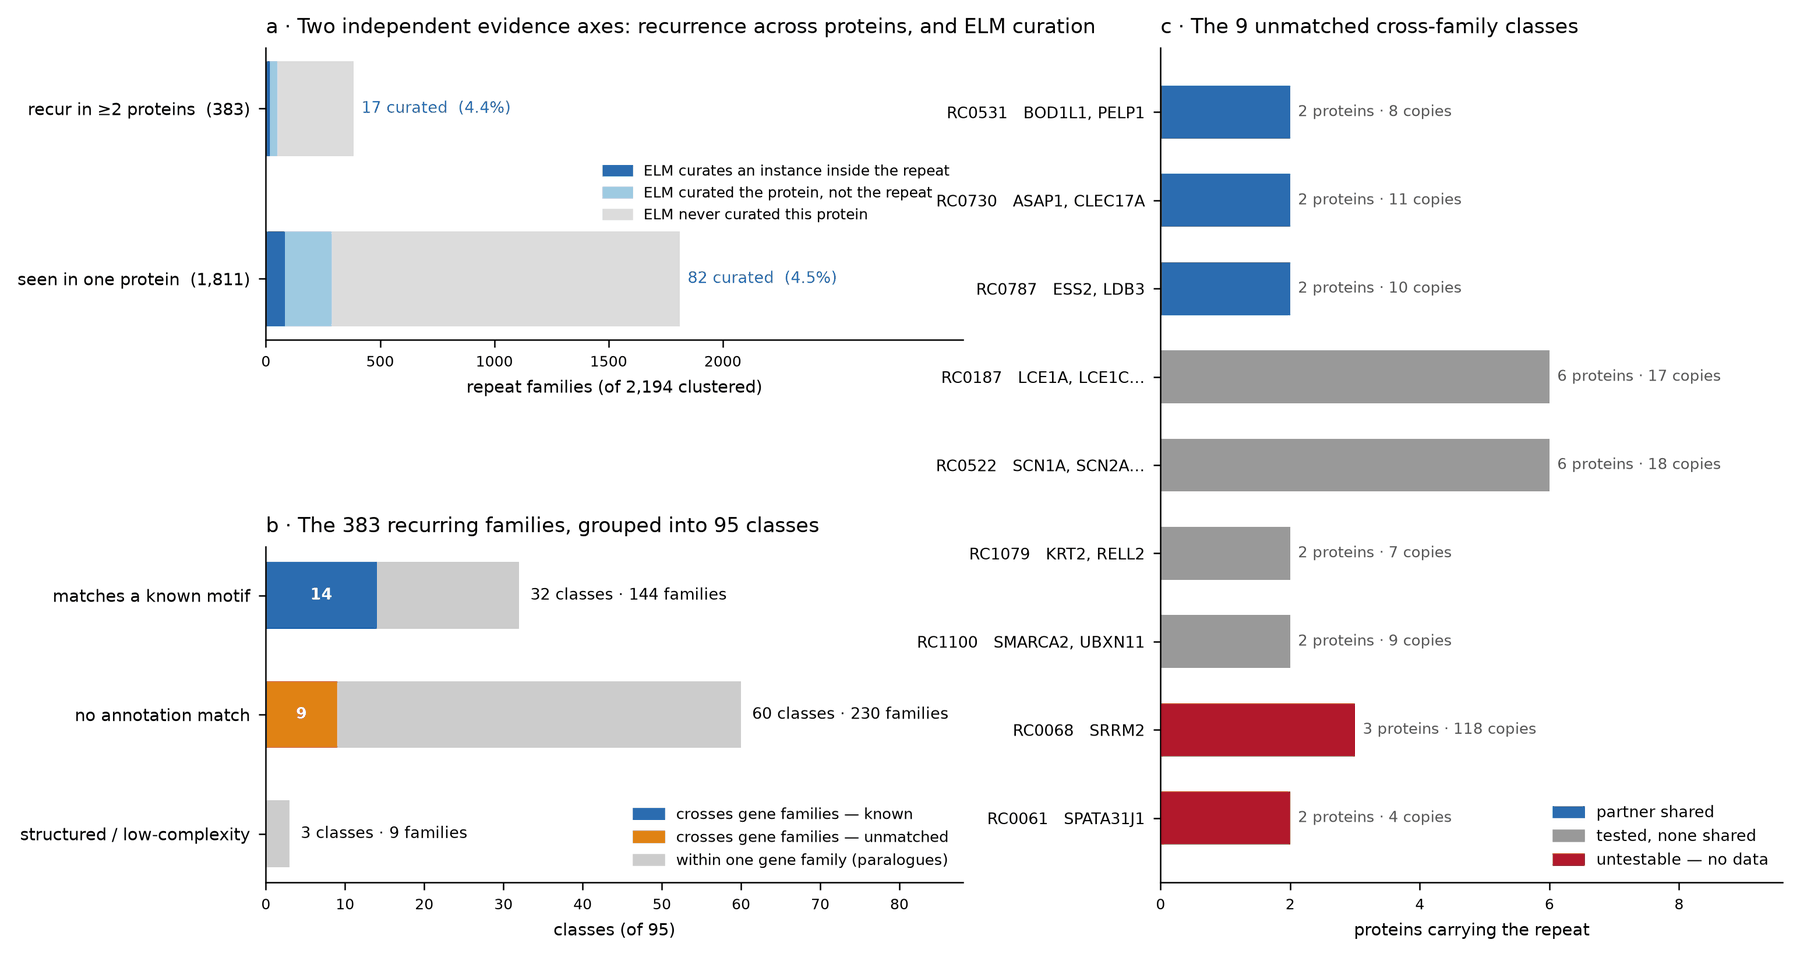 a · Two independent evidence axes: recurrence across proteins, and ELM curation
recur in ≥2 proteins  (383)
17 curated  (4.4%)
ELM curates an instance inside the repeat
ELM curated the protein, not the repeat
ELM never curated this protein
seen in one protein  (1,811)
82 curated  (4.5%)
0 500 1000 1500 2000
repeat families (of 2,194 clustered)
b · The 383 recurring families, grouped into 95 classes
matches a known motif
14
32 classes · 144 families
no annotation match
9
60 classes · 230 families
structured / low-complexity
3 classes · 9 families
crosses gene families — known
crosses gene families — unmatched
within one gene family (paralogues)
0 10 20 30 40 50 60 70 80
classes (of 95)
c · The 9 unmatched cross-family classes
RC0531   BOD1L1, PELP1
2 proteins · 8 copies
RC0730   ASAP1, CLEC17A
2 proteins · 11 copies
RC0787   ESS2, LDB3
2 proteins · 10 copies
RC0187   LCE1A, LCE1C…
6 proteins · 17 copies
RC0522   SCN1A, SCN2A…
6 proteins · 18 copies
RC1079   KRT2, RELL2
2 proteins · 7 copies
RC1100   SMARCA2, UBXN11
2 proteins · 9 copies
RC0068   SRRM2
3 proteins · 118 copies
RC0061   SPATA31J1
2 proteins · 4 copies
partner shared
tested, none shared
untestable — no data
0 2 4 6 8
proteins carrying the repeat